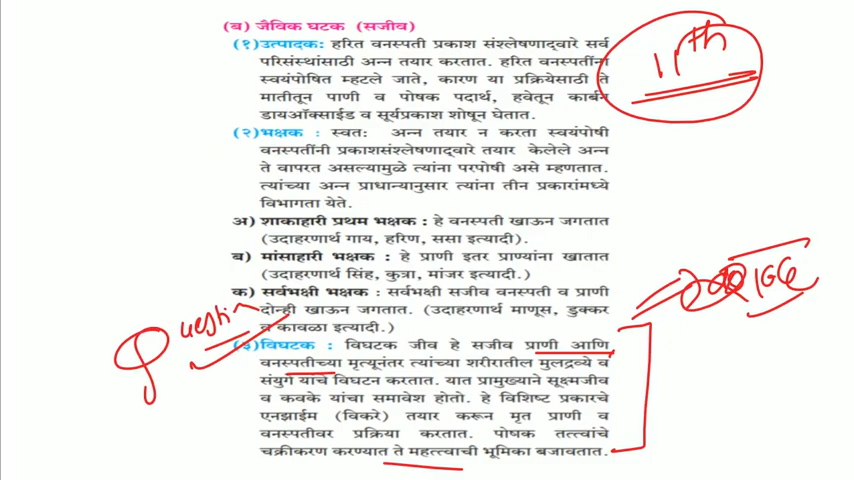 (ब) जैविक घटक (सजीव)
(१)उत्पादक: हरित वनस्पती प्रकाश संश्लेषणाद्वारे सर्व
परिसंस्थांसाठी अन्न तयार करतात. हरित वनस्पतींना
स्वयंपोषित म्हटले जाते, कारण या प्रक्रियेसाठी ते
मातीतून पाणी व पोषक पदार्थ, हवेतून कार्बन
डायऑक्साईड व सूर्यप्रकाश शोषून घेतात.
11th
(२)भक्षक : स्वतः अन्न तयार न करता स्वयंपोषी
वनस्पतींनी प्रकाशसंश्लेषणाद्वारे तयार केलेले अन्न
ते वापरत असल्यामुळे त्यांना परपोषी असे म्हणतात.
त्यांच्या अन्न प्राधान्यानुसार त्यांना तीन प्रकारांमध्ये
विभागता येते.
अ) शाकाहारी प्रथम भक्षक : हे वनस्पती खाऊन जगतात
(उदाहरणार्थ गाय, हरिण, ससा इत्यादी).
ब) मांसाहारी भक्षक : हे प्राणी इतर प्राण्यांना खातात
(उदाहरणार्थ सिंह, कुत्रा, मांजर इत्यादी.)
क) सर्वभक्षी भक्षक : सर्वभक्षी सजीव वनस्पती व प्राणी
दोन्ही खाऊन जगतात. (उदाहरणार्थ माणूस, डुक्कर
व कावळा इत्यादी.)
Questi
(३)विघटक : विघटक जीव हे सजीव प्राणी आणि
वनस्पतीच्या मृत्यूनंतर त्यांच्या शरीरातील मुलद्रव्ये व
संयुगे यांचे विघटन करतात. यात प्रामुख्याने सूक्ष्मजीव
व कवके यांचा समावेश होतो. हे विशिष्ट प्रकारचे
एनझाईम (विकरे) तयार करून मृत प्राणी व
वनस्पतीवर प्रक्रिया करतात. पोषक तत्त्वांचे
चक्रीकरण करण्यात ते महत्त्वाची भूमिका बजावतात.